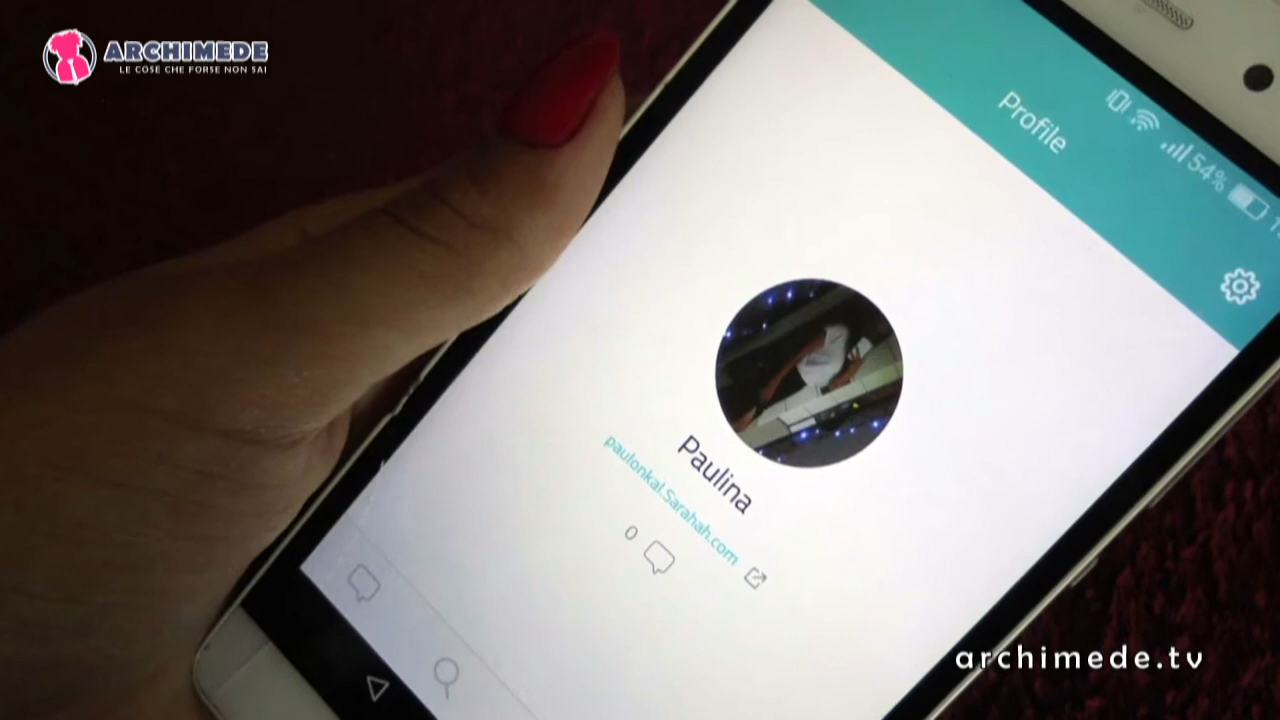 ARCHIMEDE
LE COSE CHE FORSE NON SAI
54%
Profile
Paulina
paulonkal.Sarahah.com
0
archimede.tv